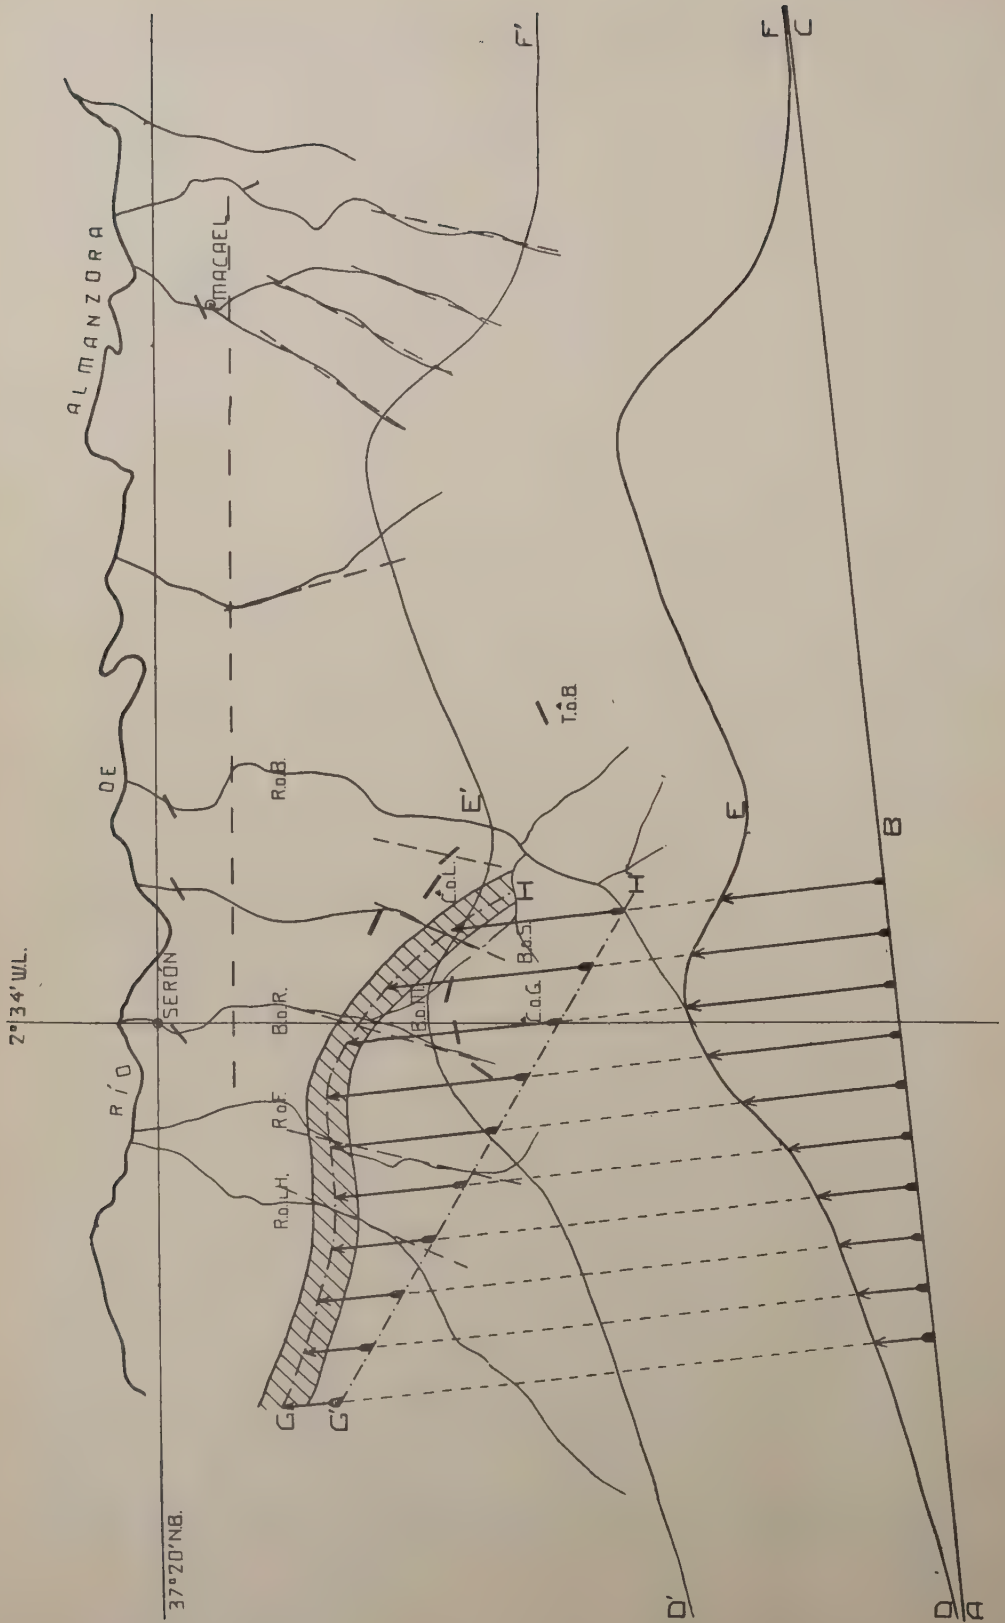 2° 34' W.L.
RÍO DE ALMANZORA
37° 20' N.B.
SERÓN
MACAEL
R.d.l.H.
R.d.F.
B.d.R.
R.d.B.
C.d.L.
B.d.S.
C.d.G.
T.d.B.
G
G'
H
H'
D'
E'
F'
D
E
F
A
B
C